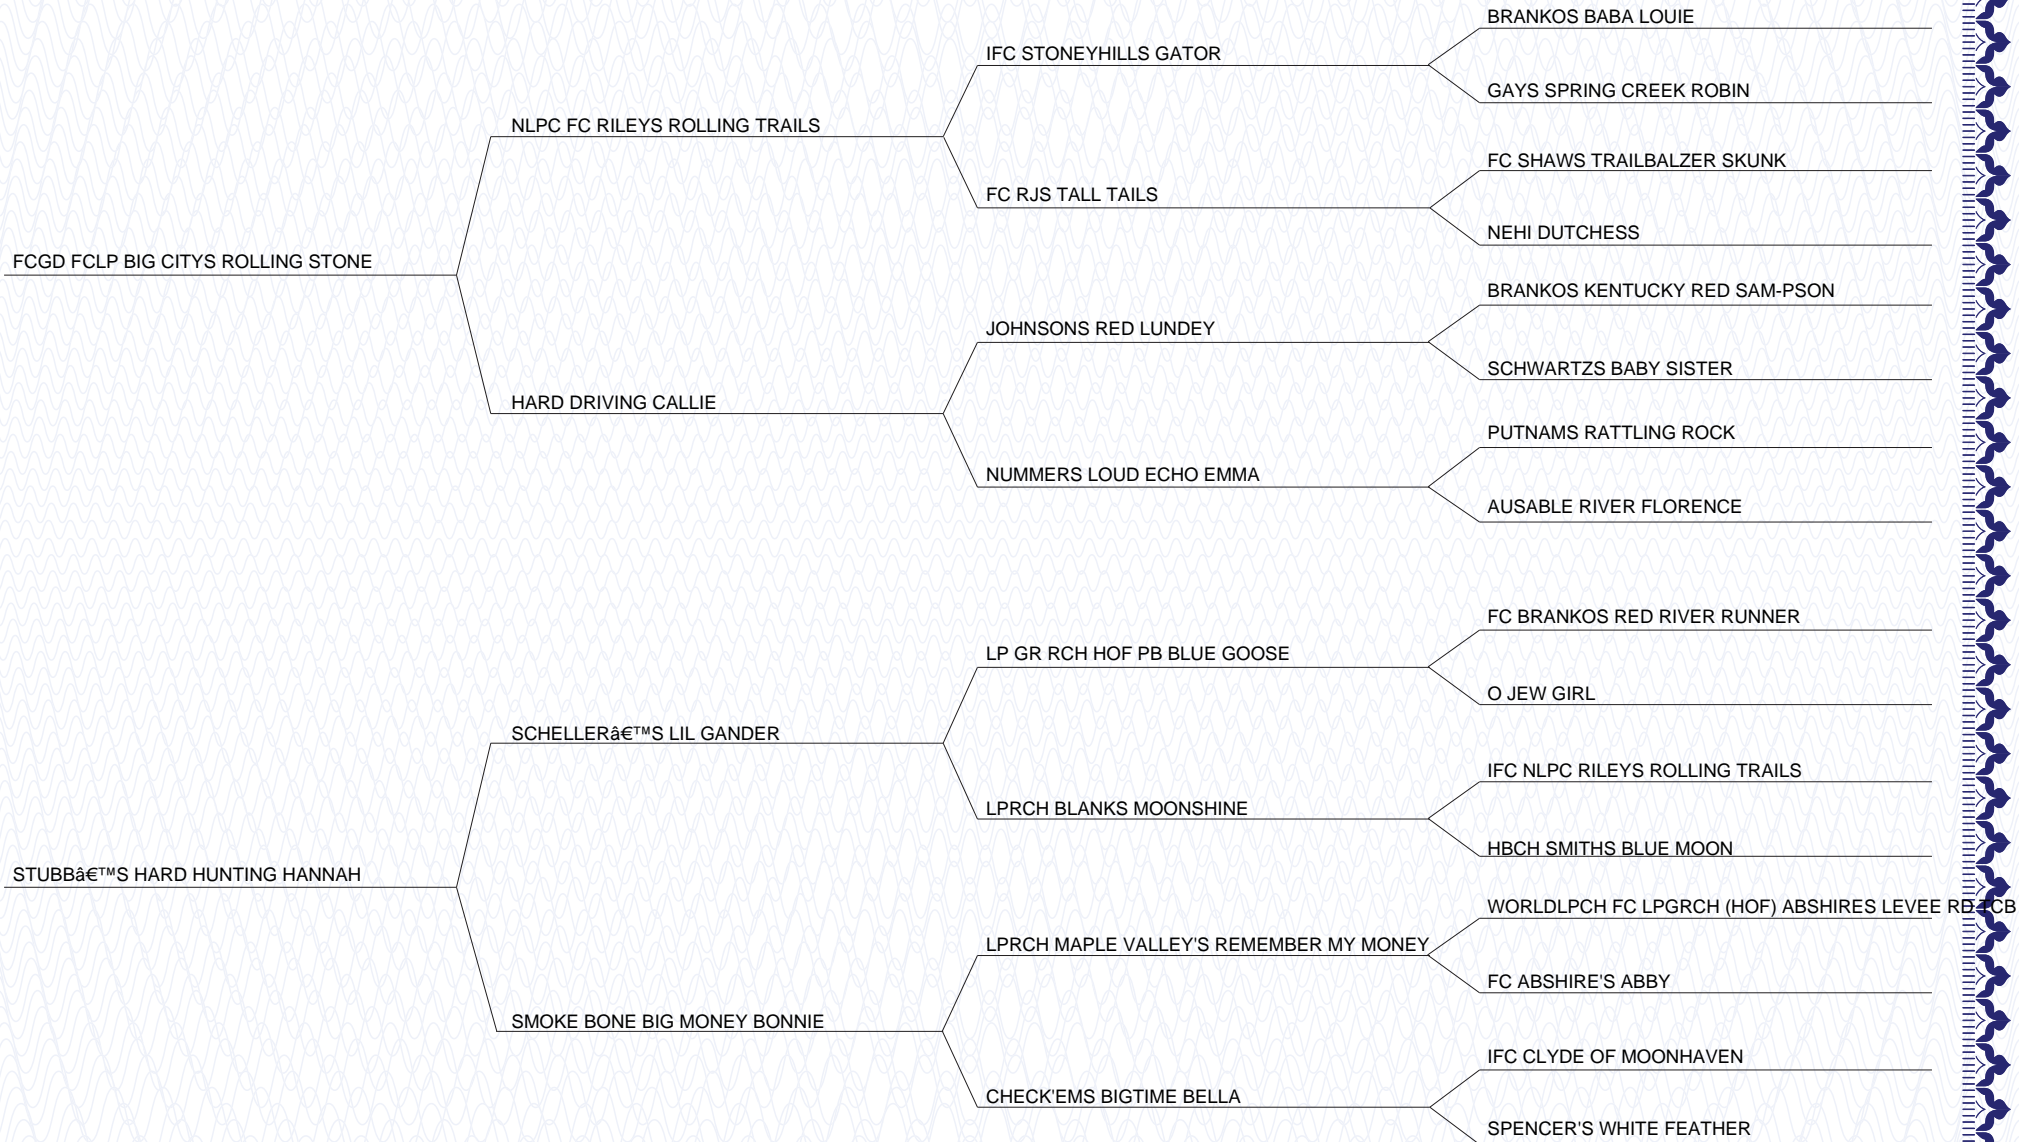 BRANKOS BABA LOUIE
IFC STONEYHILLS GATOR
GAYS SPRING CREEK ROBIN
NLPC FC RILEYS ROLLING TRAILS
FC SHAWS TRAILBALZER SKUNK
FC RJS TALL TAILS
NEHI DUTCHESS
FCGD FCLP BIG CITYS ROLLING STONE
BRANKOS KENTUCKY RED SAM-PSON
JOHNSONS RED LUNDEY
SCHWARTZS BABY SISTER
HARD DRIVING CALLIE
PUTNAMS RATTLING ROCK
NUMMERS LOUD ECHO EMMA
AUSABLE RIVER FLORENCE
FC BRANKOS RED RIVER RUNNER
LP GR RCH HOF PB BLUE GOOSE
O JEW GIRL
SCHELLER’S LIL GANDER
IFC NLPC RILEYS ROLLING TRAILS
LPRCH BLANKS MOONSHINE
HBCH SMITHS BLUE MOON
STUBB’S HARD HUNTING HANNAH
WORLDLPCH FC LPGRCH (HOF) ABSHIRES LEVEE RD TCB
LPRCH MAPLE VALLEY'S REMEMBER MY MONEY
FC ABSHIRE'S ABBY
SMOKE BONE BIG MONEY BONNIE
IFC CLYDE OF MOONHAVEN
CHECK'EMS BIGTIME BELLA
SPENCER'S WHITE FEATHER